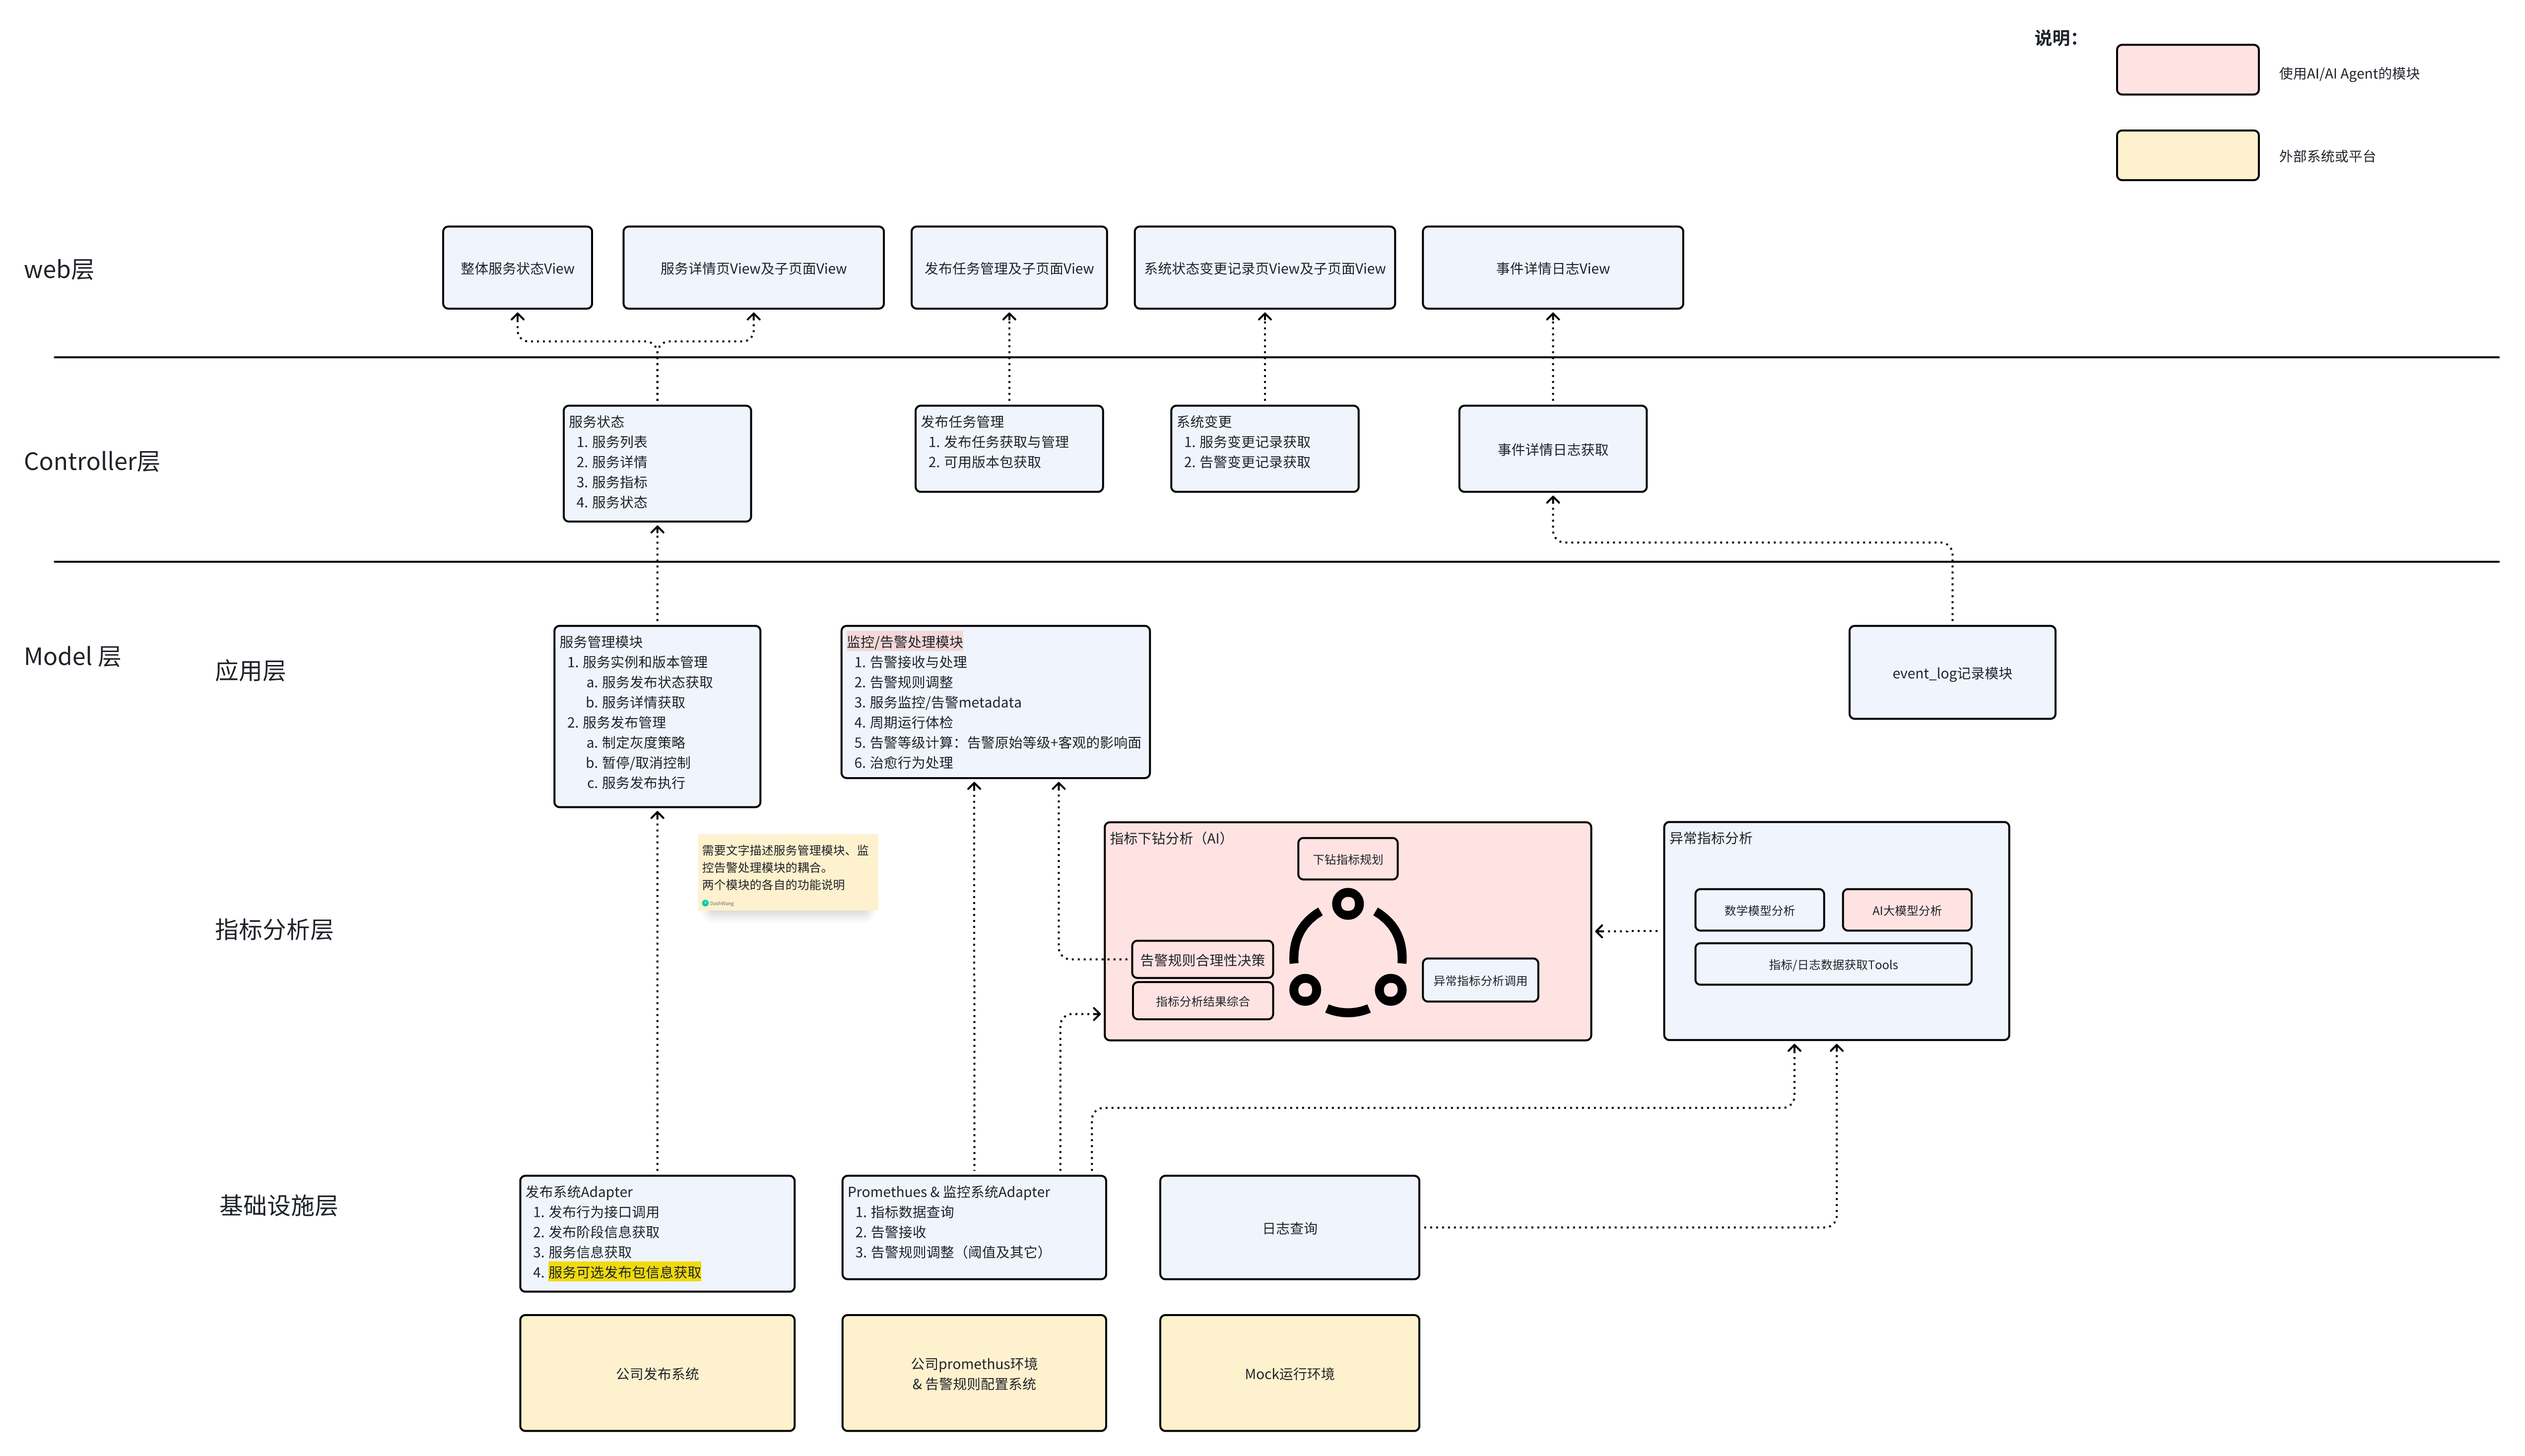 说明：
使用AI/AI Agent的模块
外部系统或平台
web层
整体服务状态View
服务详情页View及子页面View
发布任务管理及子页面View
系统状态变更记录页View及子页面View
事件详情日志View
Controller层
服务状态
1. 服务列表
2. 服务详情
3. 服务指标
4. 服务状态
发布任务管理
1. 发布任务获取与管理
2. 可用版本包获取
系统变更
1. 服务变更记录获取
2. 告警变更记录获取
事件详情日志获取
Model 层
应用层
服务管理模块
1. 服务实例和版本管理
a. 服务发布状态获取
b. 服务详情获取
2. 服务发布管理
a. 制定灰度策略
b. 暂停/取消控制
c. 服务发布执行
监控/告警处理模块
1. 告警接收与处理
2. 告警规则调整
3. 服务监控/告警metadata
4. 周期运行体检
5. 告警等级计算：告警原始等级+客观的影响面
6. 治愈行为处理
event_log记录模块
需要文字描述服务管理模块、监
控告警处理模块的耦合。
两个模块的各自的功能说明
DashWang
指标分析层
指标下钻分析（AI）
下钻指标规划
告警规则合理性决策
指标分析结果综合
异常指标分析调用
异常指标分析
数学模型分析
AI大模型分析
指标/日志数据获取Tools
基础设施层
发布系统Adapter
1. 发布行为接口调用
2. 发布阶段信息获取
3. 服务信息获取
4. 服务可选发布包信息获取
Promethues & 监控系统Adapter
1. 指标数据查询
2. 告警接收
3. 告警规则调整（阈值及其它）
日志查询
公司发布系统
公司promethus环境
& 告警规则配置系统
Mock运行环境